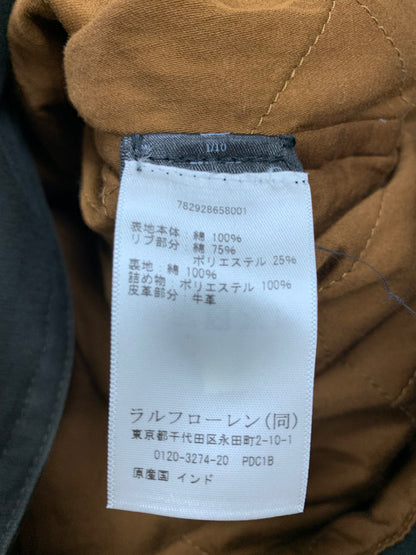 782928658001
表地本体: 綿 100%
リブ部分: 綿 75%
ポリエステル 25%
裏地 綿 100%
詰め物: ポリエステル 100%
皮革部分: 牛革
ラルフローレン(同)
東京都千代田区永田町2-10-1
0120-3274-20 PDC1B
原産国 インド